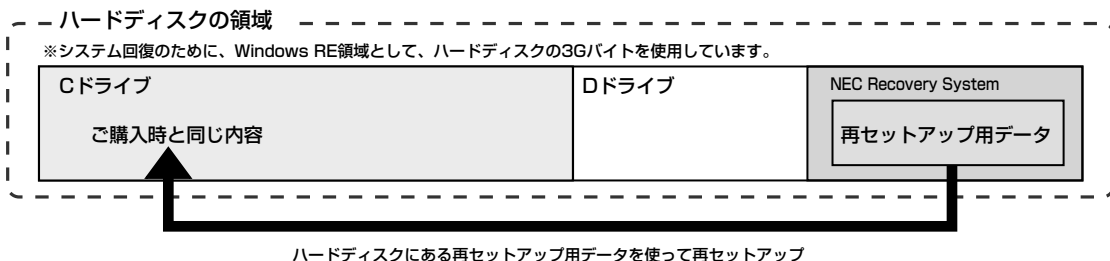 ハードディスクの領域
※システム回復のために、Windows RE領域として、ハードディスクの3Gバイトを使用しています。
Cドライブ
Dドライブ
NEC Recovery System
ご購入時と同じ内容
再セットアップ用データ
ハードディスクにある再セットアップ用データを使って再セットアップ